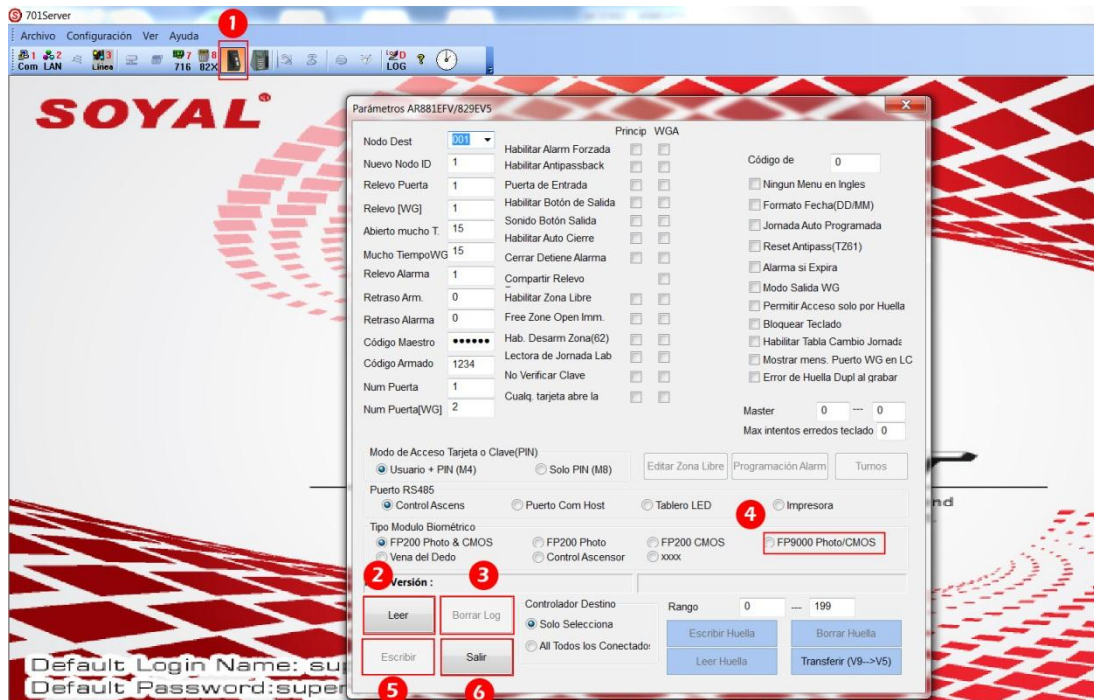 701Server
1
Archivo Configuración Ver Ayuda
1 2 3 7 8 LogD
Com LAN Línea 716 82X LOG ?
SOYAL®
Parámetros AR881EFV/829EV5
Princip WGA
Nodo Dest 001
Nuevo Nodo ID 1
Relevo Puerta 1
Relevo [WG] 1
Abierto mucho T. 15
Mucho TiempoWG 15
Relevo Alarma 1
Retraso Arm. 0
Retraso Alarma 0
Código Maestro ●●●●●●
Código Armado 1234
Num Puerta 1
Num Puerta[WG] 2
Habilitar Alarm Forzada
Habilitar Antipassback
Puerta de Entrada
Habilitar Botón de Salida
Sonido Botón Salida
Habilitar Auto Cierre
Cerrar Detiene Alarma
Compartir Relevo
Habilitar Zona Libre
Free Zone Open Imm.
Hab. Desarm Zona(62)
Lectora de Jornada Lab
No Verificar Clave
Cualq. tarjeta abre la
Código de 0
Ningun Menu en Ingles
Formato Fecha(DD/MM)
Jornada Auto Programada
Reset Antipass(TZ61)
Alarma si Expira
Modo Salida WG
Permitir Acceso solo por Huella
Bloquear Teclado
Habilitar Tabla Cambio Jornada
Mostrar mens. Puerto WG en LC
Error de Huella Dupl al grabar
Master 0 --- 0
Max intentos erredos teclado 0
Modo de Acceso Tarjeta o Clave(PIN)
Usuario + PIN (M4) Solo PIN (M8)
Editar Zona Libre Programación Alarm Turnos
Puerto RS485
Control Ascens Puerto Com Host Tablero LED Impresora
nd
4
Tipo Modulo Biométrico
FP200 Photo & CMOS FP200 Photo FP200 CMOS FP9000 Photo/CMOS
Vena del Dedo Control Ascensor xxxx
2 3
Versión :
Leer Borrar Log
Escribir Salir
5 6
Controlador Destino
Solo Selecciona
All Todos los Conectado:
Rango 0 --- 199
Escribir Huella Borrar Huella
Leer Huella Transferir (V9-->V5)
Default Login Name: su
Default Password:super